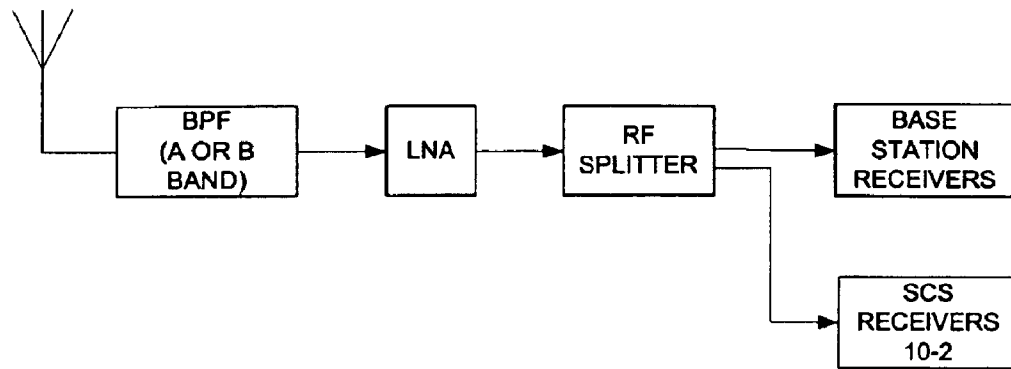 BPF
(A OR B
BAND)
LNA
RF
SPLITTER
BASE
STATION
RECEIVERS
SCS
RECEIVERS
10-2